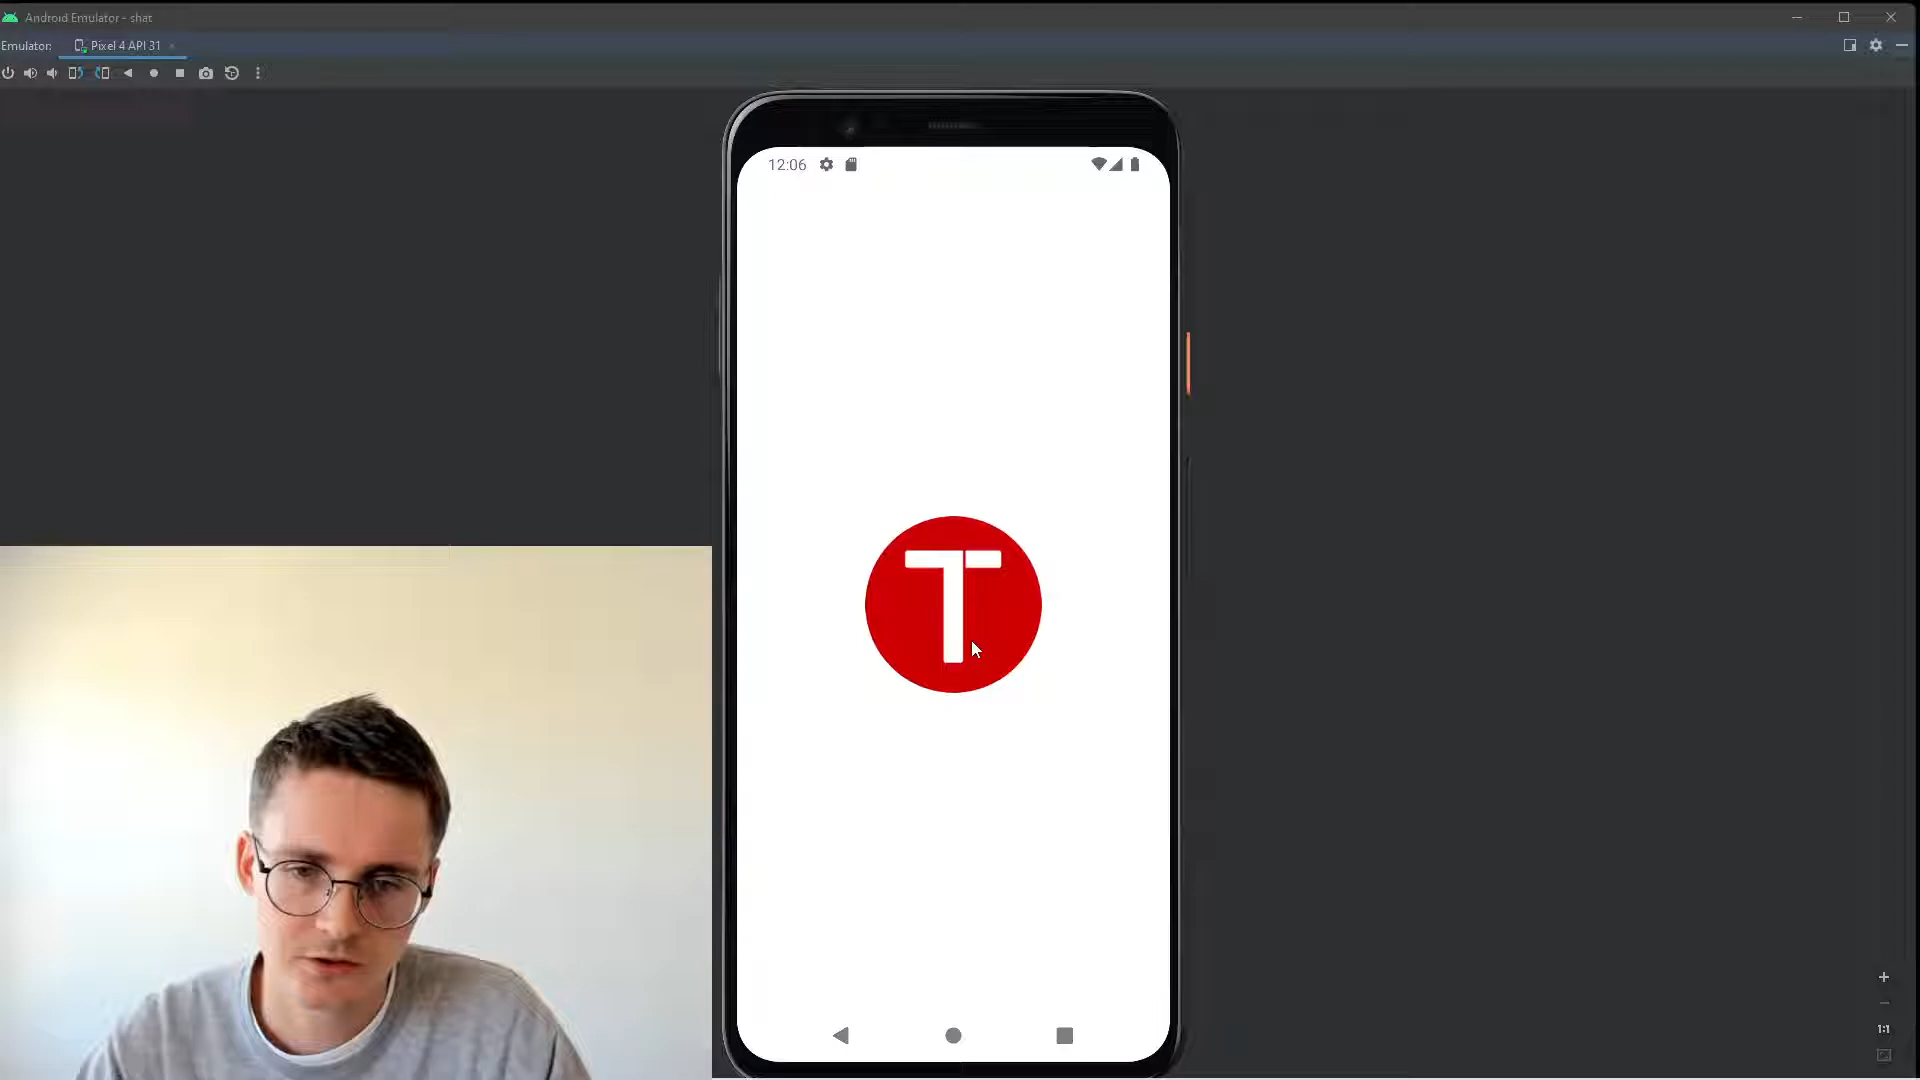 Android Emulator - shat
Emulator: Pixel 4 API 31
12:06
T
1:1